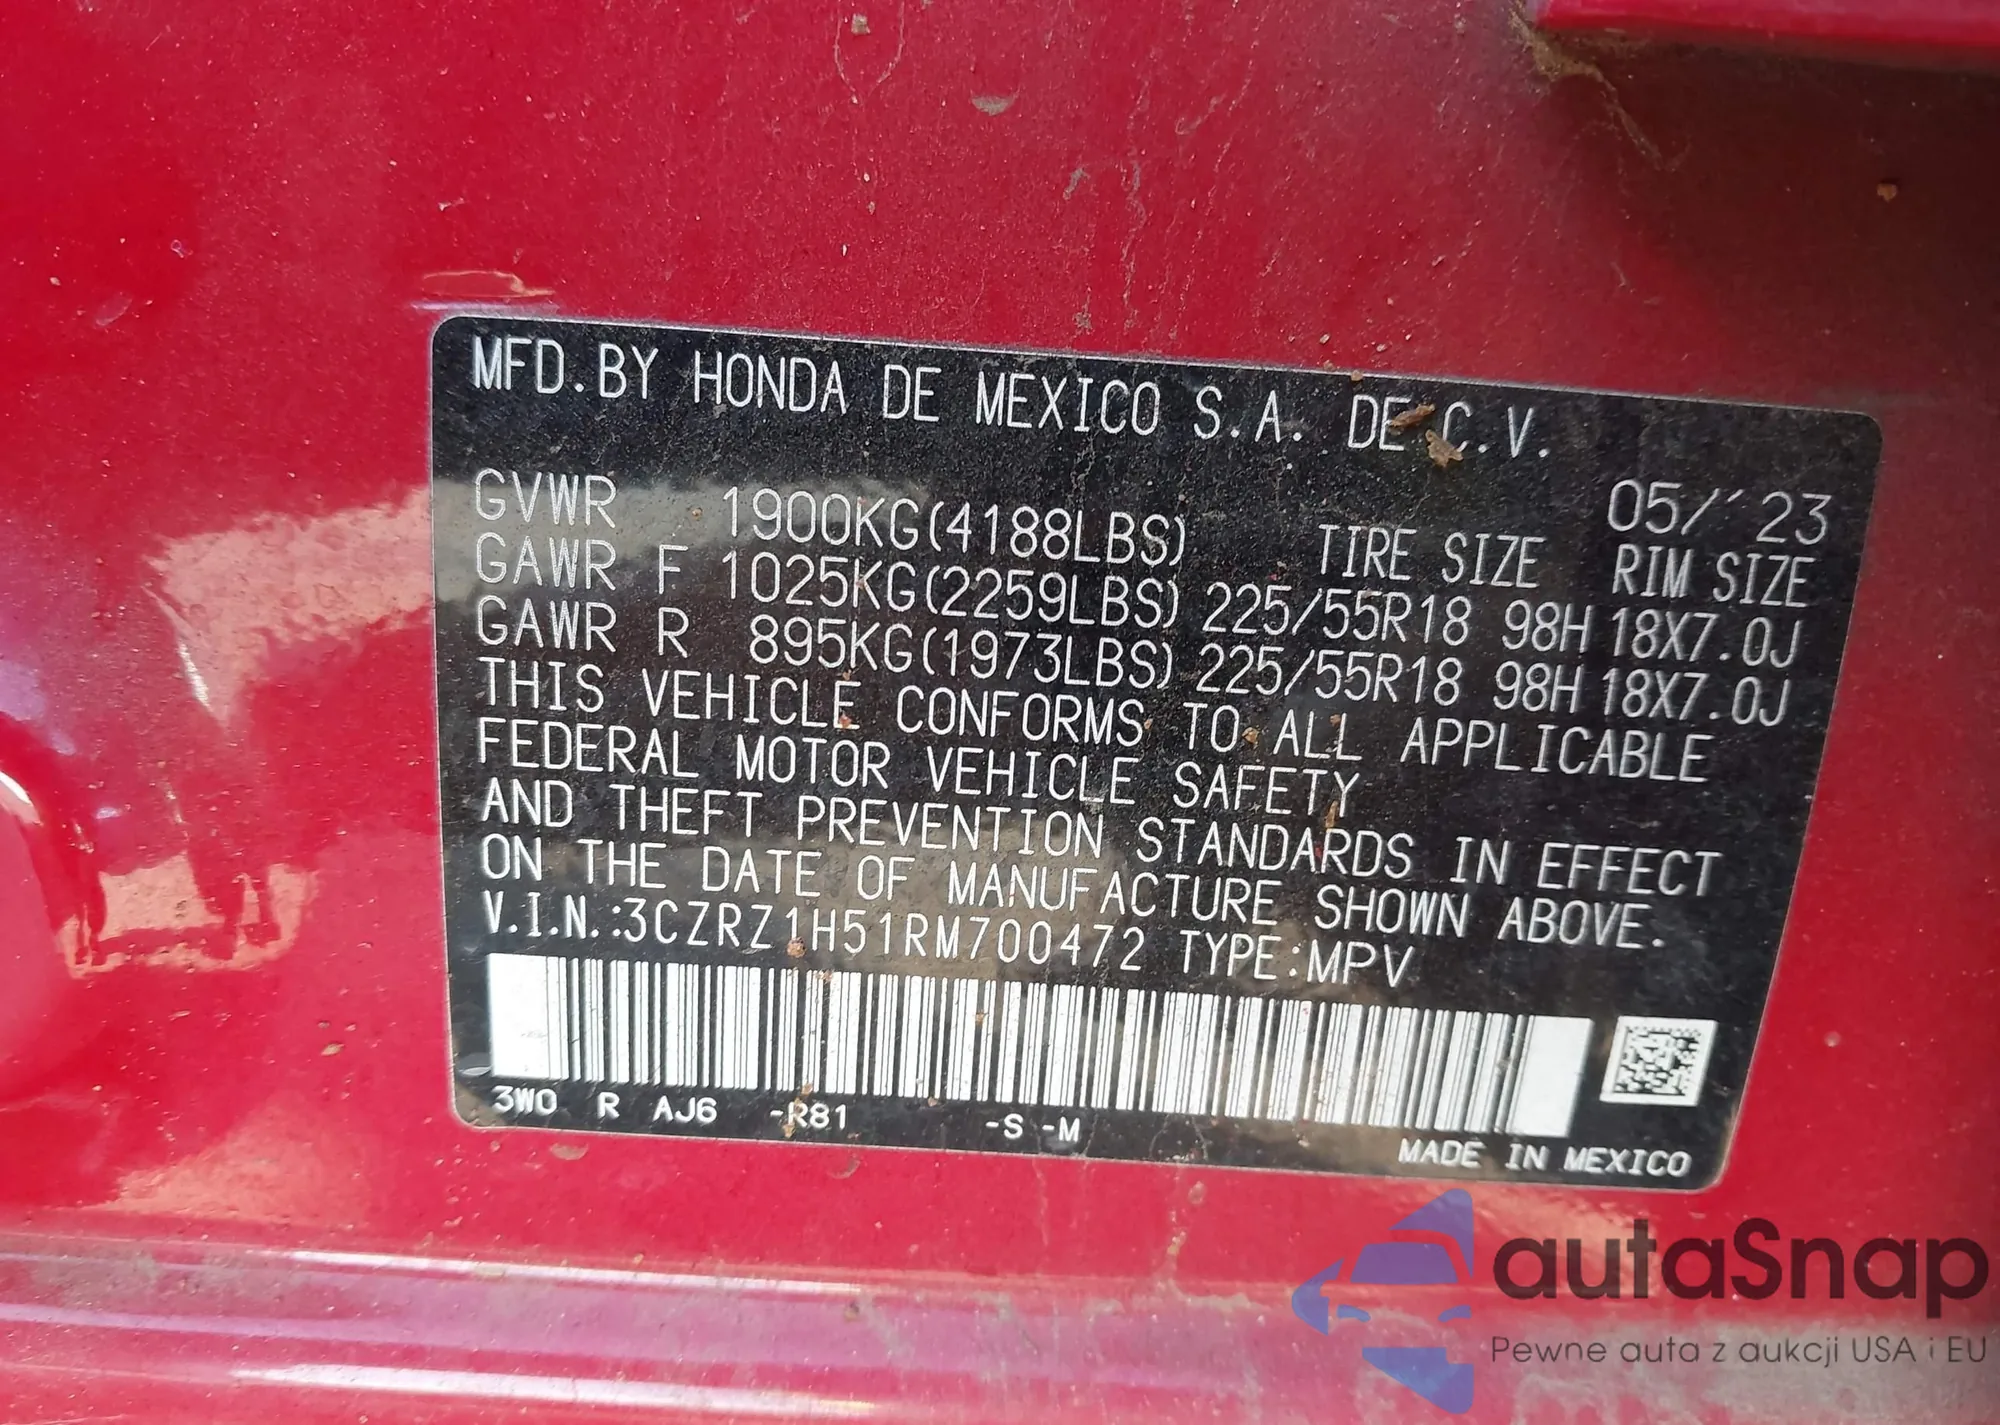 MFD.BY HONDA DE MEXICO S.A. DE C.V.
05/'23
GVWR 1900KG(4188LBS) TIRE SIZE RIM SIZE
GAWR F 1025KG(2259LBS) 225/55R18 98H 18X7.0J
GAWR R 895KG(1973LBS) 225/55R18 98H 18X7.0J
THIS VEHICLE CONFORMS TO ALL APPLICABLE
FEDERAL MOTOR VEHICLE SAFETY
AND THEFT PREVENTION STANDARDS IN EFFECT
ON THE DATE OF MANUFACTURE SHOWN ABOVE.
V.I.N.:3CZRZ1H51RM700472 TYPE:MPV
3W0 R AJ6 -R81 -S -M
MADE IN MEXICO
autaSnap
Pewne auta z aukcji USA i EU